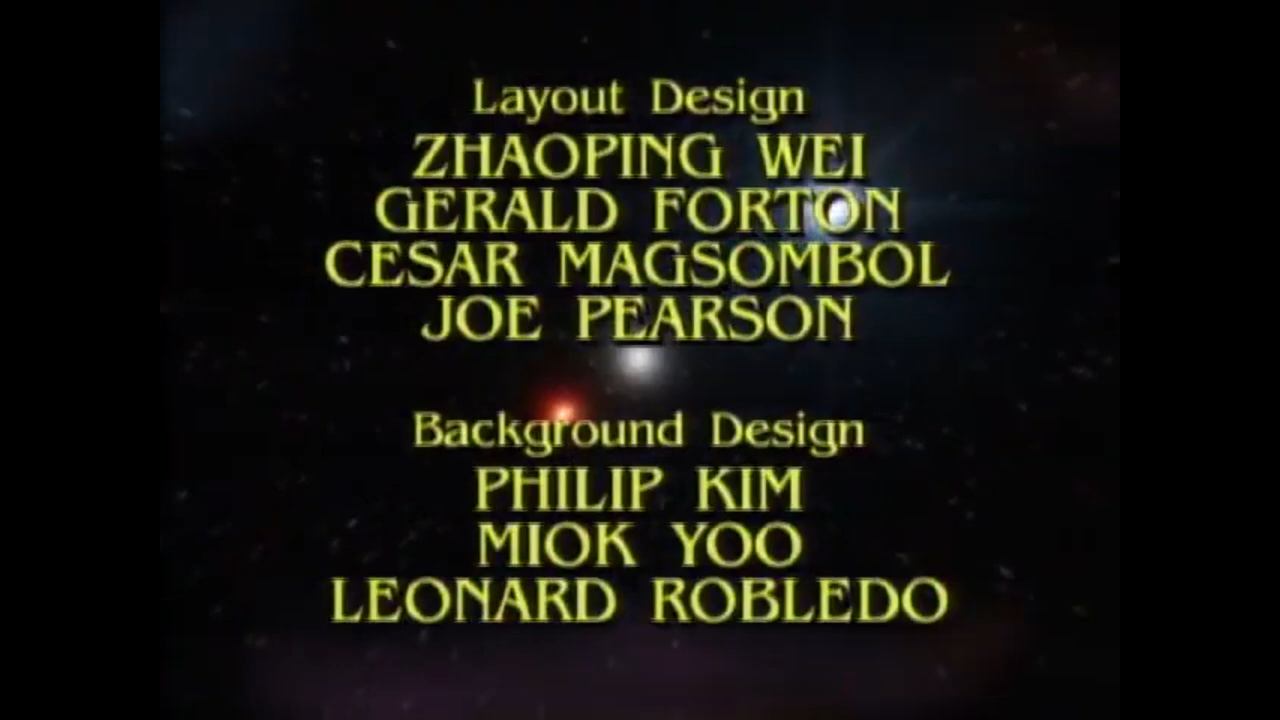 Layout Design
ZHAOPING WEI
GERALD FORTON
CESAR MAGSOMBOL
JOE PEARSON
Background Design
PHILIP KIM
MIOK YOO
LEONARD ROBLEDO